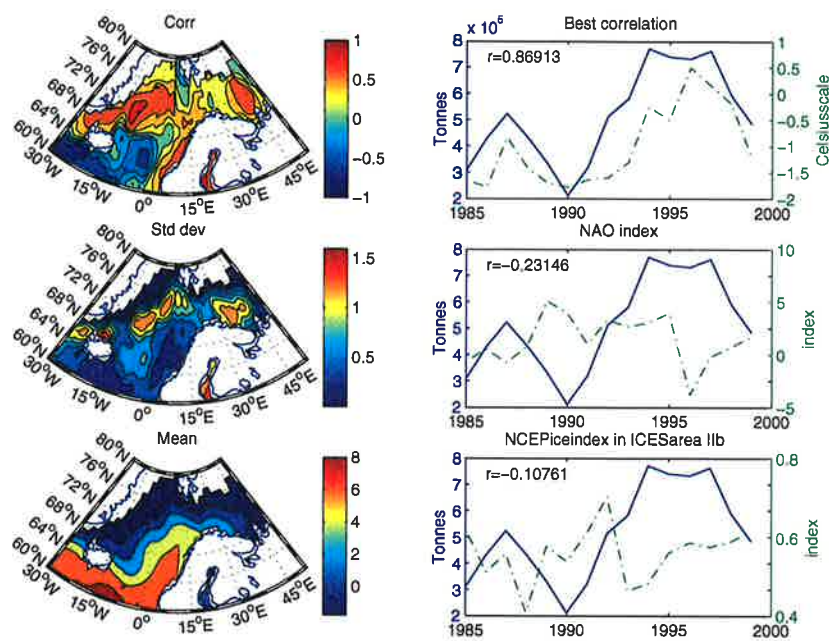 Corr
80°N
76°N
72°N
68°N
64°N
60°N
30°W
15°W
0°
15°E
30°E
45°E
1
0.5
0
−0.5
−1
Best correlation
x 10⁶
r=0.86913
8
7
6
5
4
3
2
Tonnes
1
0.5
0
−0.5
−1
−1.5
−2
Celsiusscale
1985
1990
1995
2000
Std dev
80°N
76°N
72°N
68°N
64°N
60°N
30°W
15°W
0°
15°E
30°E
45°E
1.5
1
0.5
NAO index
r=−0.23146
8
7
6
5
4
3
2
Tonnes
10
5
0
−5
index
1985
1990
1995
2000
Mean
80°N
76°N
72°N
68°N
64°N
60°N
30°W
15°W
0°
15°E
30°E
45°E
8
6
4
2
0
NCEPiceindex in ICESarea IIb
r=−0.10761
8
7
6
5
4
3
2
Tonnes
0.8
0.6
0.4
index
1985
1990
1995
2000